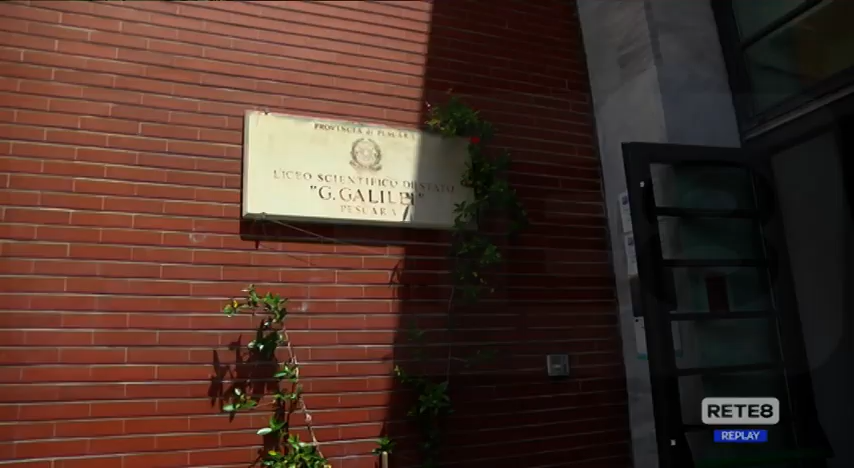 PROVINCIA di PESCARA
LICEO SCIENTIFICO DI STATO
"G.GALILEI"
PESCARA
RETE8
REPLAY